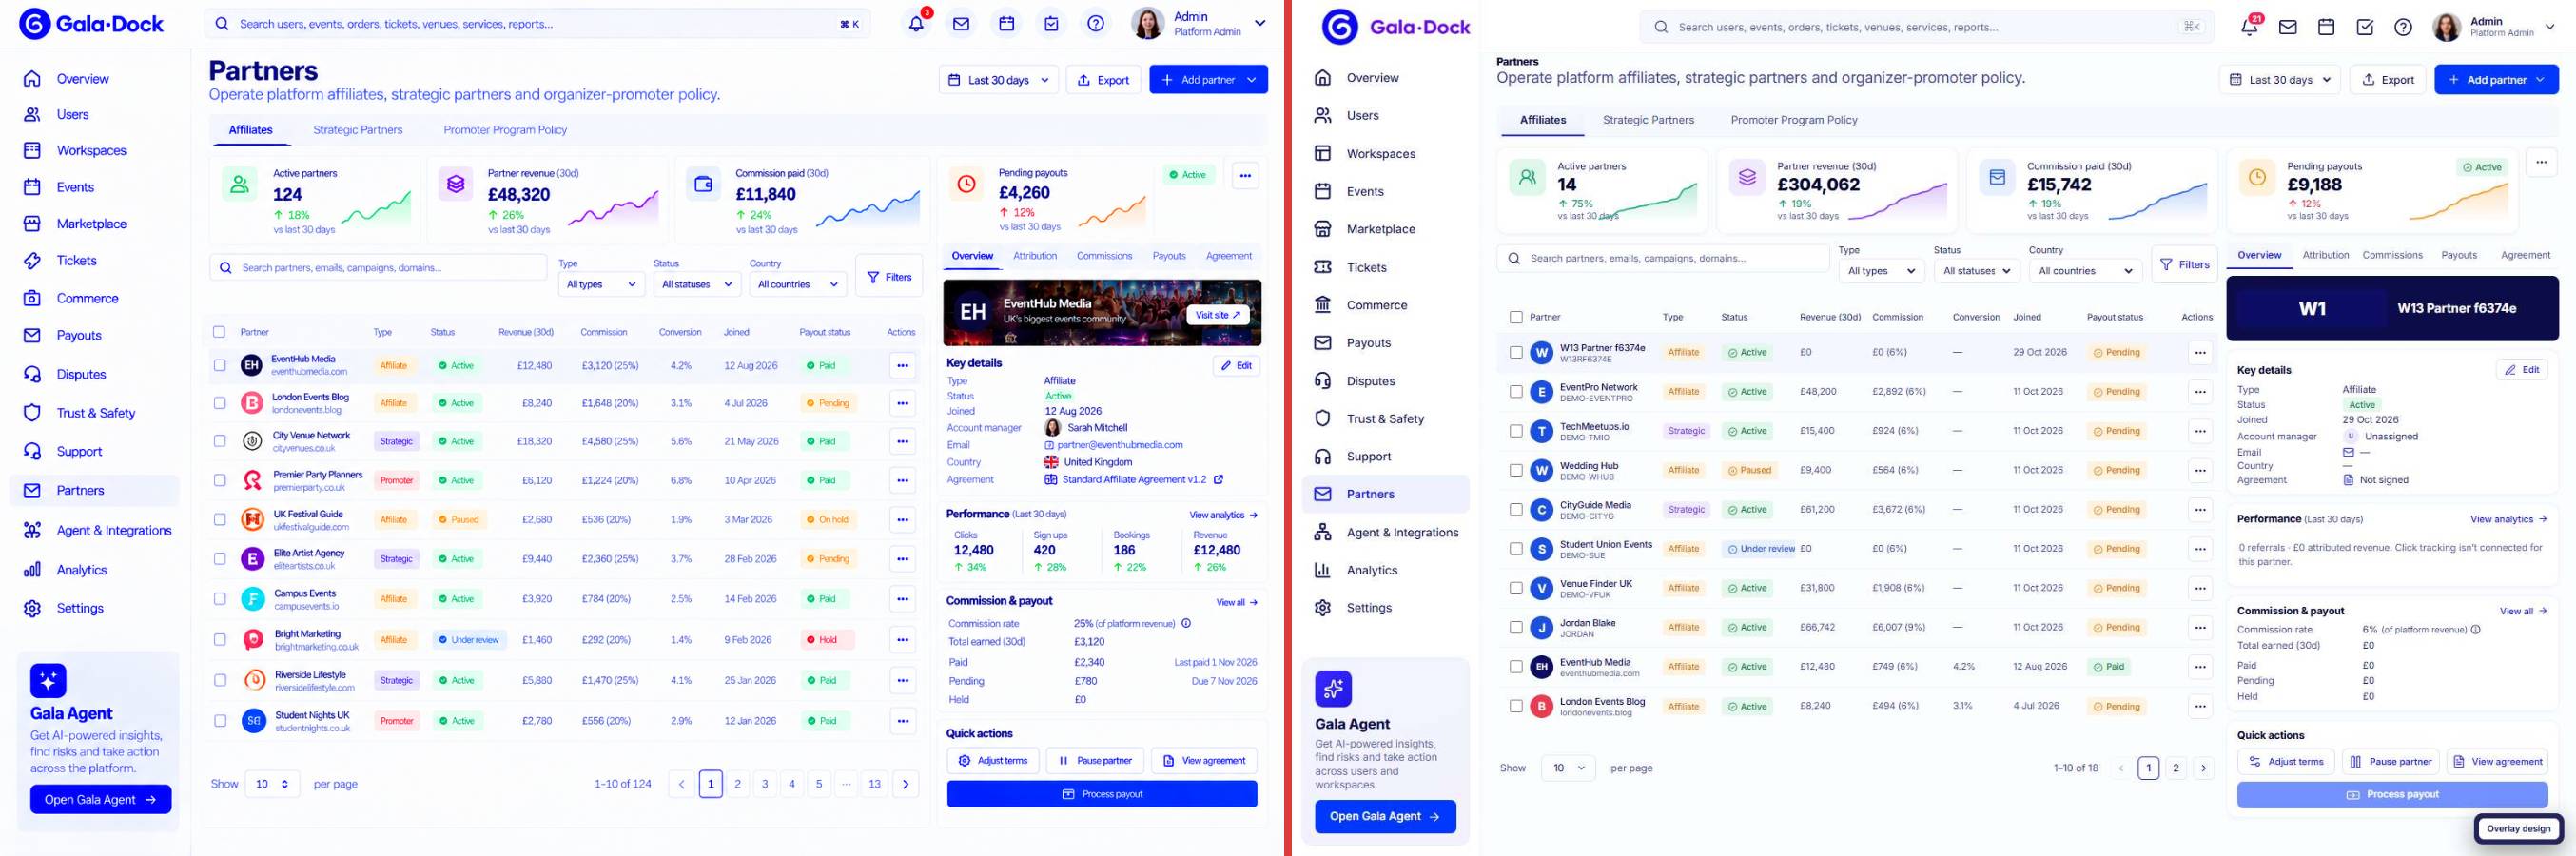 Gala·Dock
Search users, events, orders, tickets, venues, services, reports...
⌘ K
3
Admin
Platform Admin
Overview
Users
Workspaces
Events
Marketplace
Tickets
Commerce
Payouts
Disputes
Trust & Safety
Support
Partners
Agent & Integrations
Analytics
Settings
Gala Agent
Get AI-powered insights,
find risks and take action
across the platform.
Open Gala Agent →
Partners
Operate platform affiliates, strategic partners and organizer-promoter policy.
Last 30 days
Export
+ Add partner
Affiliates Strategic Partners Promoter Program Policy
Active partners
124
↑ 18%
vs last 30 days
Partner revenue (30d)
£48,320
↑ 26%
vs last 30 days
Commission paid (30d)
£11,840
↑ 24%
vs last 30 days
Pending payouts
£4,260
↑ 12%
vs last 30 days
Active
•••
Search partners, emails, campaigns, domains...
Type
All types
Status
All statuses
Country
All countries
Filters
Partner Type Status Revenue (30d) Commission Conversion Joined Payout status Actions
EH EventHub Media eventhubmedia.com Affiliate Active £12,480 £3,120 (25%) 4.2% 12 Aug 2026 Paid •••
London Events Blog londonevents.blog Affiliate Active £8,240 £1,648 (20%) 3.1% 4 Jul 2026 Pending •••
City Venue Network cityvenues.co.uk Strategic Active £18,320 £4,580 (25%) 5.6% 21 May 2026 Paid •••
Premier Party Planners premierparty.co.uk Promoter Active £6,120 £1,224 (20%) 6.8% 10 Apr 2026 Paid •••
UK Festival Guide ukfestivalguide.com Affiliate Paused £2,680 £536 (20%) 1.9% 3 Mar 2026 On hold •••
E Elite Artist Agency eliteartists.co.uk Strategic Active £9,440 £2,360 (25%) 3.7% 28 Feb 2026 Pending •••
F Campus Events campusevents.io Affiliate Active £3,920 £784 (20%) 2.5% 14 Feb 2026 Paid •••
Bright Marketing brightmarketing.co.uk Affiliate Under review £1,460 £292 (20%) 1.4% 9 Feb 2026 Hold •••
Riverside Lifestyle riversidelifestyle.com Strategic Active £5,880 £1,470 (25%) 4.1% 25 Jan 2026 Paid •••
Student Nights UK studentnights.co.uk Promoter Active £2,780 £556 (20%) 2.9% 12 Jan 2026 Paid •••
Show 10 per page
1–10 of 124
‹ 1 2 3 4 5 ··· 13 ›
Overview Attribution Commissions Payouts Agreement
EH
EventHub Media
UK's biggest events community
Visit site ↗
Key details
Edit
Type Affiliate
Status Active
Joined 12 Aug 2026
Account manager Sarah Mitchell
Email partner@eventhubmedia.com
Country United Kingdom
Agreement Standard Affiliate Agreement v1.2
Performance (Last 30 days)
View analytics →
Clicks Sign ups Bookings Revenue
12,480 420 186 £12,480
↑ 34% ↑ 28% ↑ 22% ↑ 26%
Commission & payout
View all →
Commission rate 25% (of platform revenue)
Total earned (30d) £3,120
Paid £2,340 Last paid 1 Nov 2026
Pending £780 Due 7 Nov 2026
Held £0
Quick actions
Adjust terms
Pause partner
View agreement
Process payout
Gala·Dock
Search users, events, orders, tickets, venues, services, reports...
⌘K
21
Admin
Platform Admin
Overview
Users
Workspaces
Events
Marketplace
Tickets
Commerce
Payouts
Disputes
Trust & Safety
Support
Partners
Agent & Integrations
Analytics
Settings
Gala Agent
Get AI-powered insights,
find risks and take action
across users and
workspaces.
Open Gala Agent →
Partners
Operate platform affiliates, strategic partners and organizer-promoter policy.
Last 30 days
Export
+ Add partner
Affiliates Strategic Partners Promoter Program Policy
Active partners
14
↑ 75%
vs last 30 days
Partner revenue (30d)
£304,062
↑ 19%
vs last 30 days
Commission paid (30d)
£15,742
↑ 19%
vs last 30 days
Pending payouts
£9,188
↑ 12%
vs last 30 days
Active
•••
Search partners, emails, campaigns, domains...
Type
All types
Status
All statuses
Country
All countries
Filters
Partner Type Status Revenue (30d) Commission Conversion Joined Payout status Actions
W W13 Partner f6374e W13RF6374E Affiliate Active £0 £0 (6%) — 29 Oct 2026 Pending •••
E EventPro Network DEMO-EVENTPRO Affiliate Active £48,200 £2,892 (6%) — 11 Oct 2026 Pending •••
T TechMeetups.io DEMO-TMIO Strategic Active £15,400 £924 (6%) — 11 Oct 2026 Pending •••
W Wedding Hub DEMO-WHUB Affiliate Paused £9,400 £564 (6%) — 11 Oct 2026 Pending •••
C CityGuide Media DEMO-CITYG Strategic Active £61,200 £3,672 (6%) — 11 Oct 2026 Pending •••
S Student Union Events DEMO-SUE Affiliate Under review £0 £0 (6%) — 11 Oct 2026 Pending •••
V Venue Finder UK DEMO-VFUK Affiliate Active £31,800 £1,908 (6%) — 11 Oct 2026 Pending •••
J Jordan Blake JORDAN Affiliate Active £66,742 £6,007 (9%) — 11 Oct 2026 Pending •••
EH EventHub Media eventhubmedia.com Affiliate Active £12,480 £749 (6%) 4.2% 12 Aug 2026 Paid •••
B London Events Blog londonevents.blog Affiliate Active £8,240 £494 (6%) 3.1% 4 Jul 2026 Pending •••
Show 10 per page
1–10 of 18
‹ 1 2 ›
Overview Attribution Commissions Payouts Agreement
W1
W13 Partner f6374e
Key details
Edit
Type Affiliate
Status Active
Joined 29 Oct 2026
Account manager U Unassigned
Email —
Country —
Agreement Not signed
Performance (Last 30 days)
View analytics →
0 referrals · £0 attributed revenue. Click tracking isn't connected for
this partner.
Commission & payout
View all →
Commission rate 6% (of platform revenue)
Total earned (30d) £0
Paid £0
Pending £0
Held £0
Quick actions
Adjust terms
Pause partner
View agreement
Process payout
Overlay design